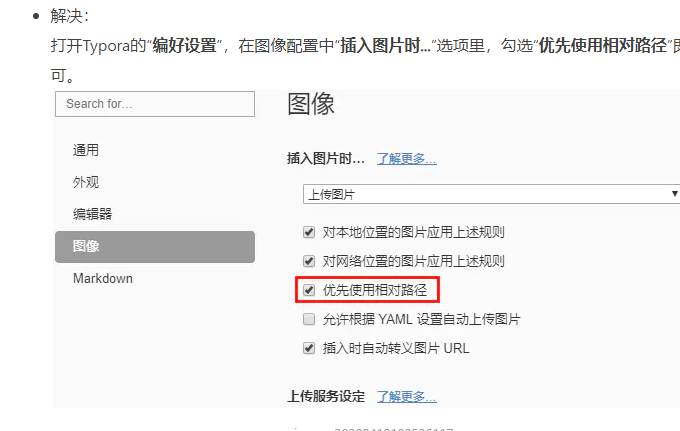 解决：
打开Typora的“编好设置”，在图像配置中“插入图片时...”选项里，勾选“优先使用相对路径”
可。
Search for…
图像
通用
外观
编辑器
图像
Markdown
插入图片时… 了解更多…
上传图片
对本地位置的图片应用上述规则
对网络位置的图片应用上述规则
优先使用相对路径
允许根据 YAML 设置自动上传图片
插入时自动转义图片 URL
上传服务设定 了解更多…